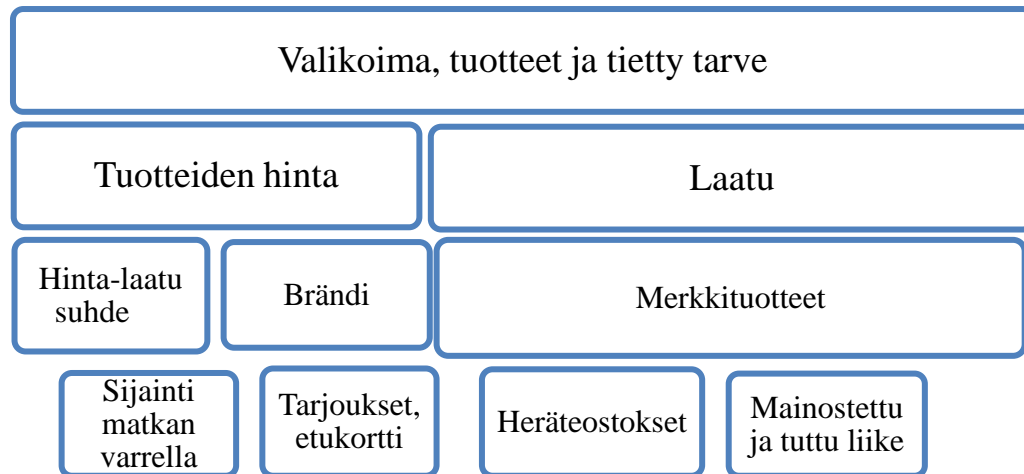 Valikoima, tuotteet ja tietty tarve
Tuotteiden hinta
Laatu
Hinta-laatu
suhde
Brändi
Merkkituotteet
Sijainti
matkan
varrella
Tarjoukset,
etukortti
Heräteostokset
Mainostettu
ja tuttu liike